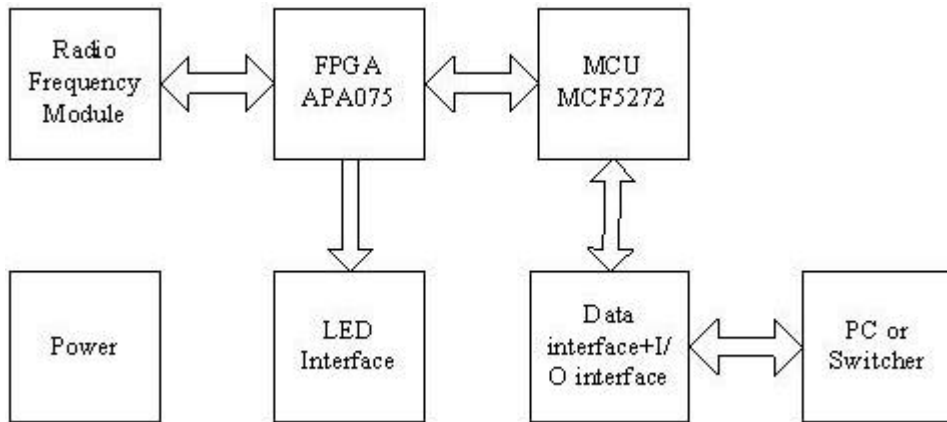 Radio
Frequency
Module
FPGA
APA075
MCU
MCF5272
Power
LED
Interface
Data
interface+I/
O interface
PC or
Switcher